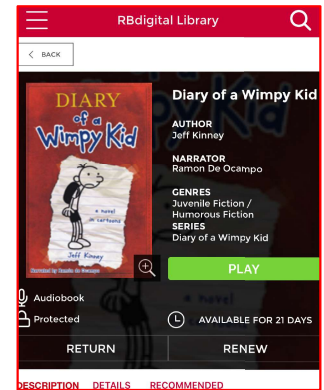 RBdigital Library
BACK
DIARY
of a
Wimpy Kid
a novel
in cartoons
Jeff Kinney
Narrated by Ramon de Ocampo
Diary of a Wimpy Kid
AUTHOR
Jeff Kinney
NARRATOR
Ramon De Ocampo
GENRES
Juvenile Fiction /
Humorous Fiction
SERIES
Diary of a Wimpy Kid
PLAY
Audiobook
Protected
AVAILABLE FOR 21 DAYS
RETURN
RENEW
DESCRIPTION DETAILS RECOMMENDED